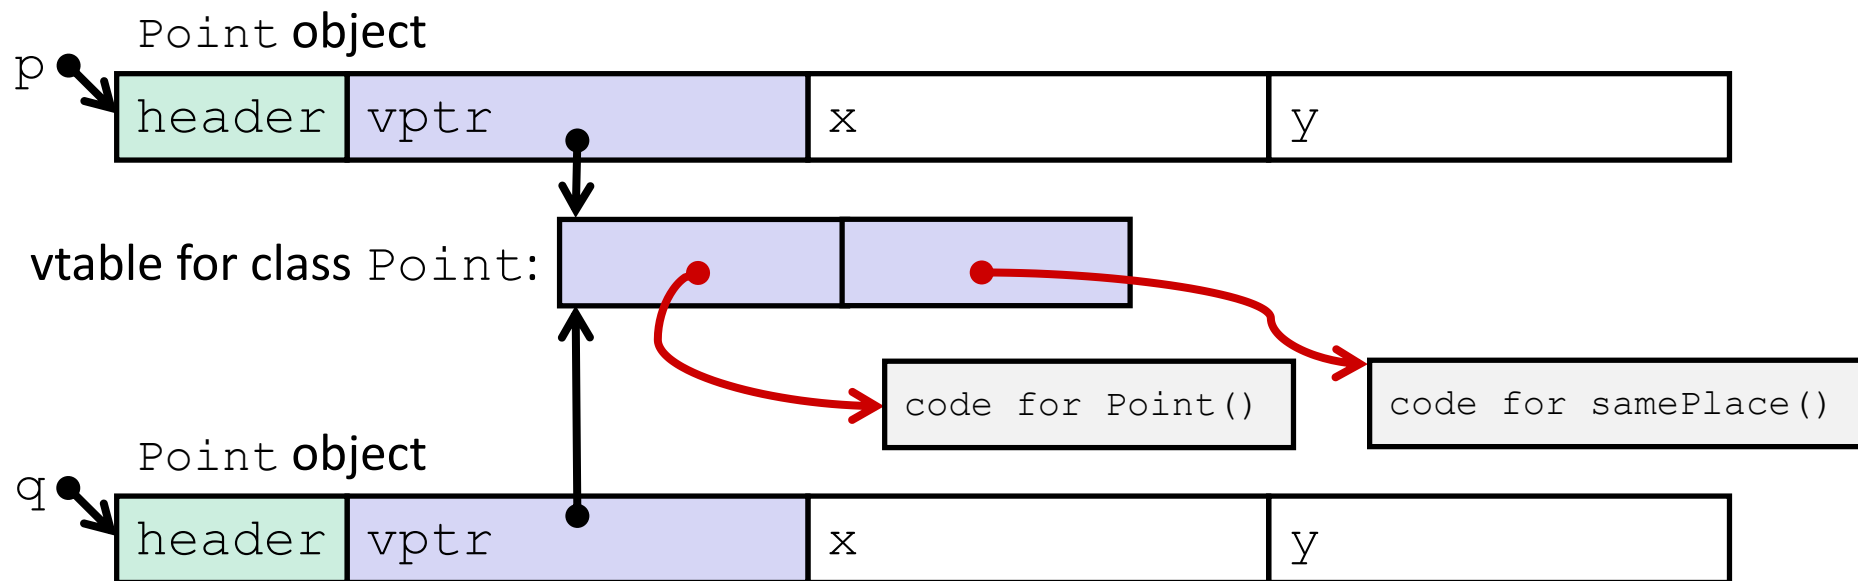 Point object
p
header vptr x y
vtable for class Point:
code for Point() code for samePlace()
Point object
q
header vptr x y